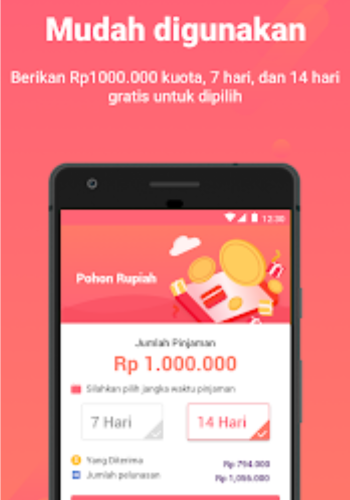 Mudah digunakan
Berikan Rp1000.000 kuota, 7 hari, dan 14 hari
gratis untuk dipilih
12:30
Pohon Rupiah
Jumlah Pinjaman
Rp 1.000.000
Silahkan pilih jangka waktu pinjaman
7 Hari
14 Hari
Yang Diterima
Rp 794.000
Jumlah pelunasan
Rp 1,056.000